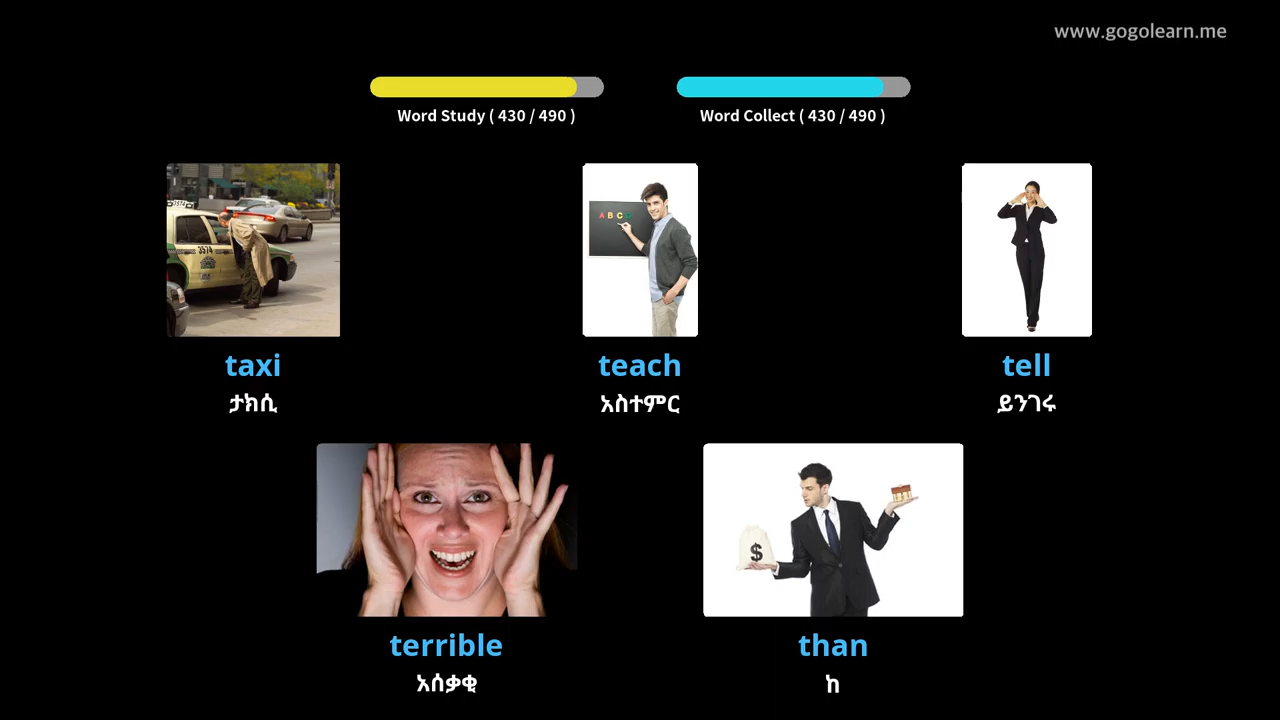 www.gogolearn.me
Word Study ( 430 / 490 )
Word Collect ( 430 / 490 )
3574
A B C D
taxi
ታክሲ
teach
አስተምር
tell
ይንገሩ
$
terrible
አሰቃቂ
than
ከ